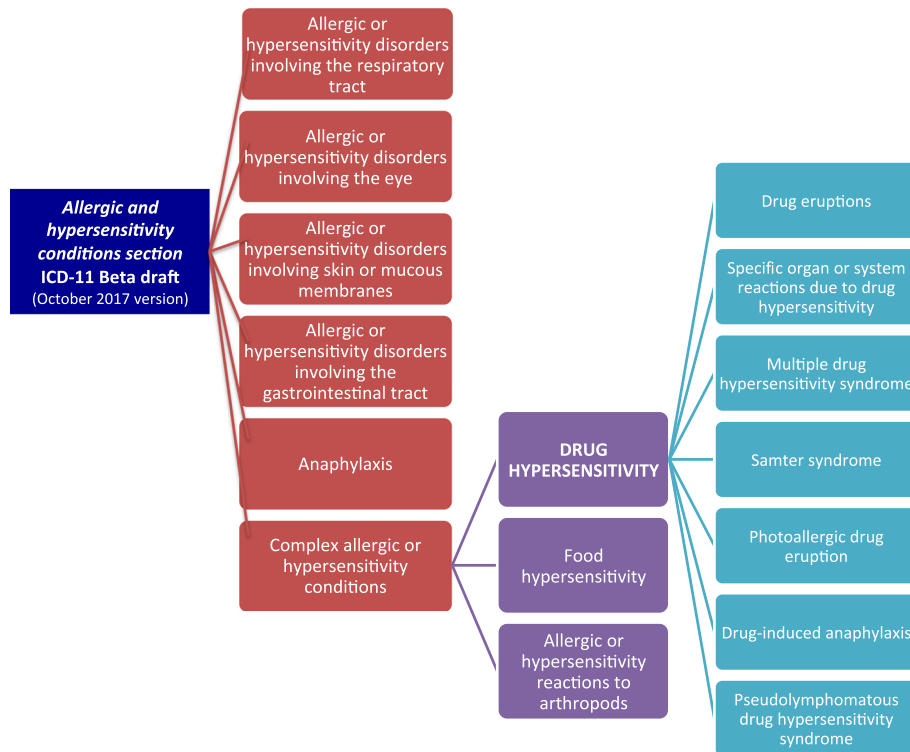 Allergic and
hypersensitivity
conditions section
ICD-11 Beta draft
(October 2017 version)
Allergic or
hypersensitivity disorders
involving the respiratory
tract
Allergic or
hypersensitivity disorders
involving the eye
Allergic or
hypersensitivity disorders
involving skin or mucous
membranes
Allergic or
hypersensitivity disorders
involving the
gastrointestinal tract
Anaphylaxis
Complex allergic or
hypersensitivity
conditions
DRUG
HYPERSENSITIVITY
Food
hypersensitivity
Allergic or
hypersensitivity
reactions to
arthropods
Drug eruptions
Specific organ or system
reactions due to drug
hypersensitivity
Multiple drug
hypersensitivity syndrome
Samter syndrome
Photoallergic drug
eruption
Drug-induced anaphylaxis
Pseudolymphomatous
drug hypersensitivity
syndrome